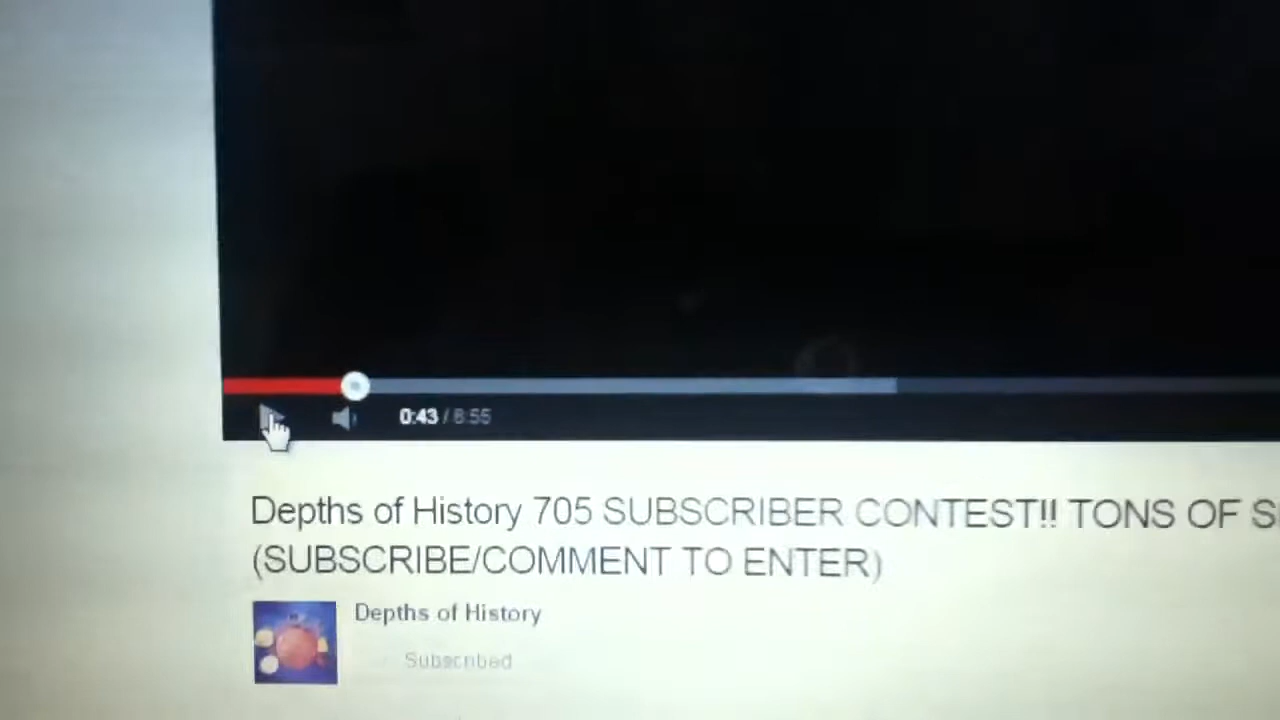 0:43 / 8:55
Depths of History 705 SUBSCRIBER CONTEST!! TONS OF S
(SUBSCRIBE/COMMENT TO ENTER)
Depths of History
Subscribed